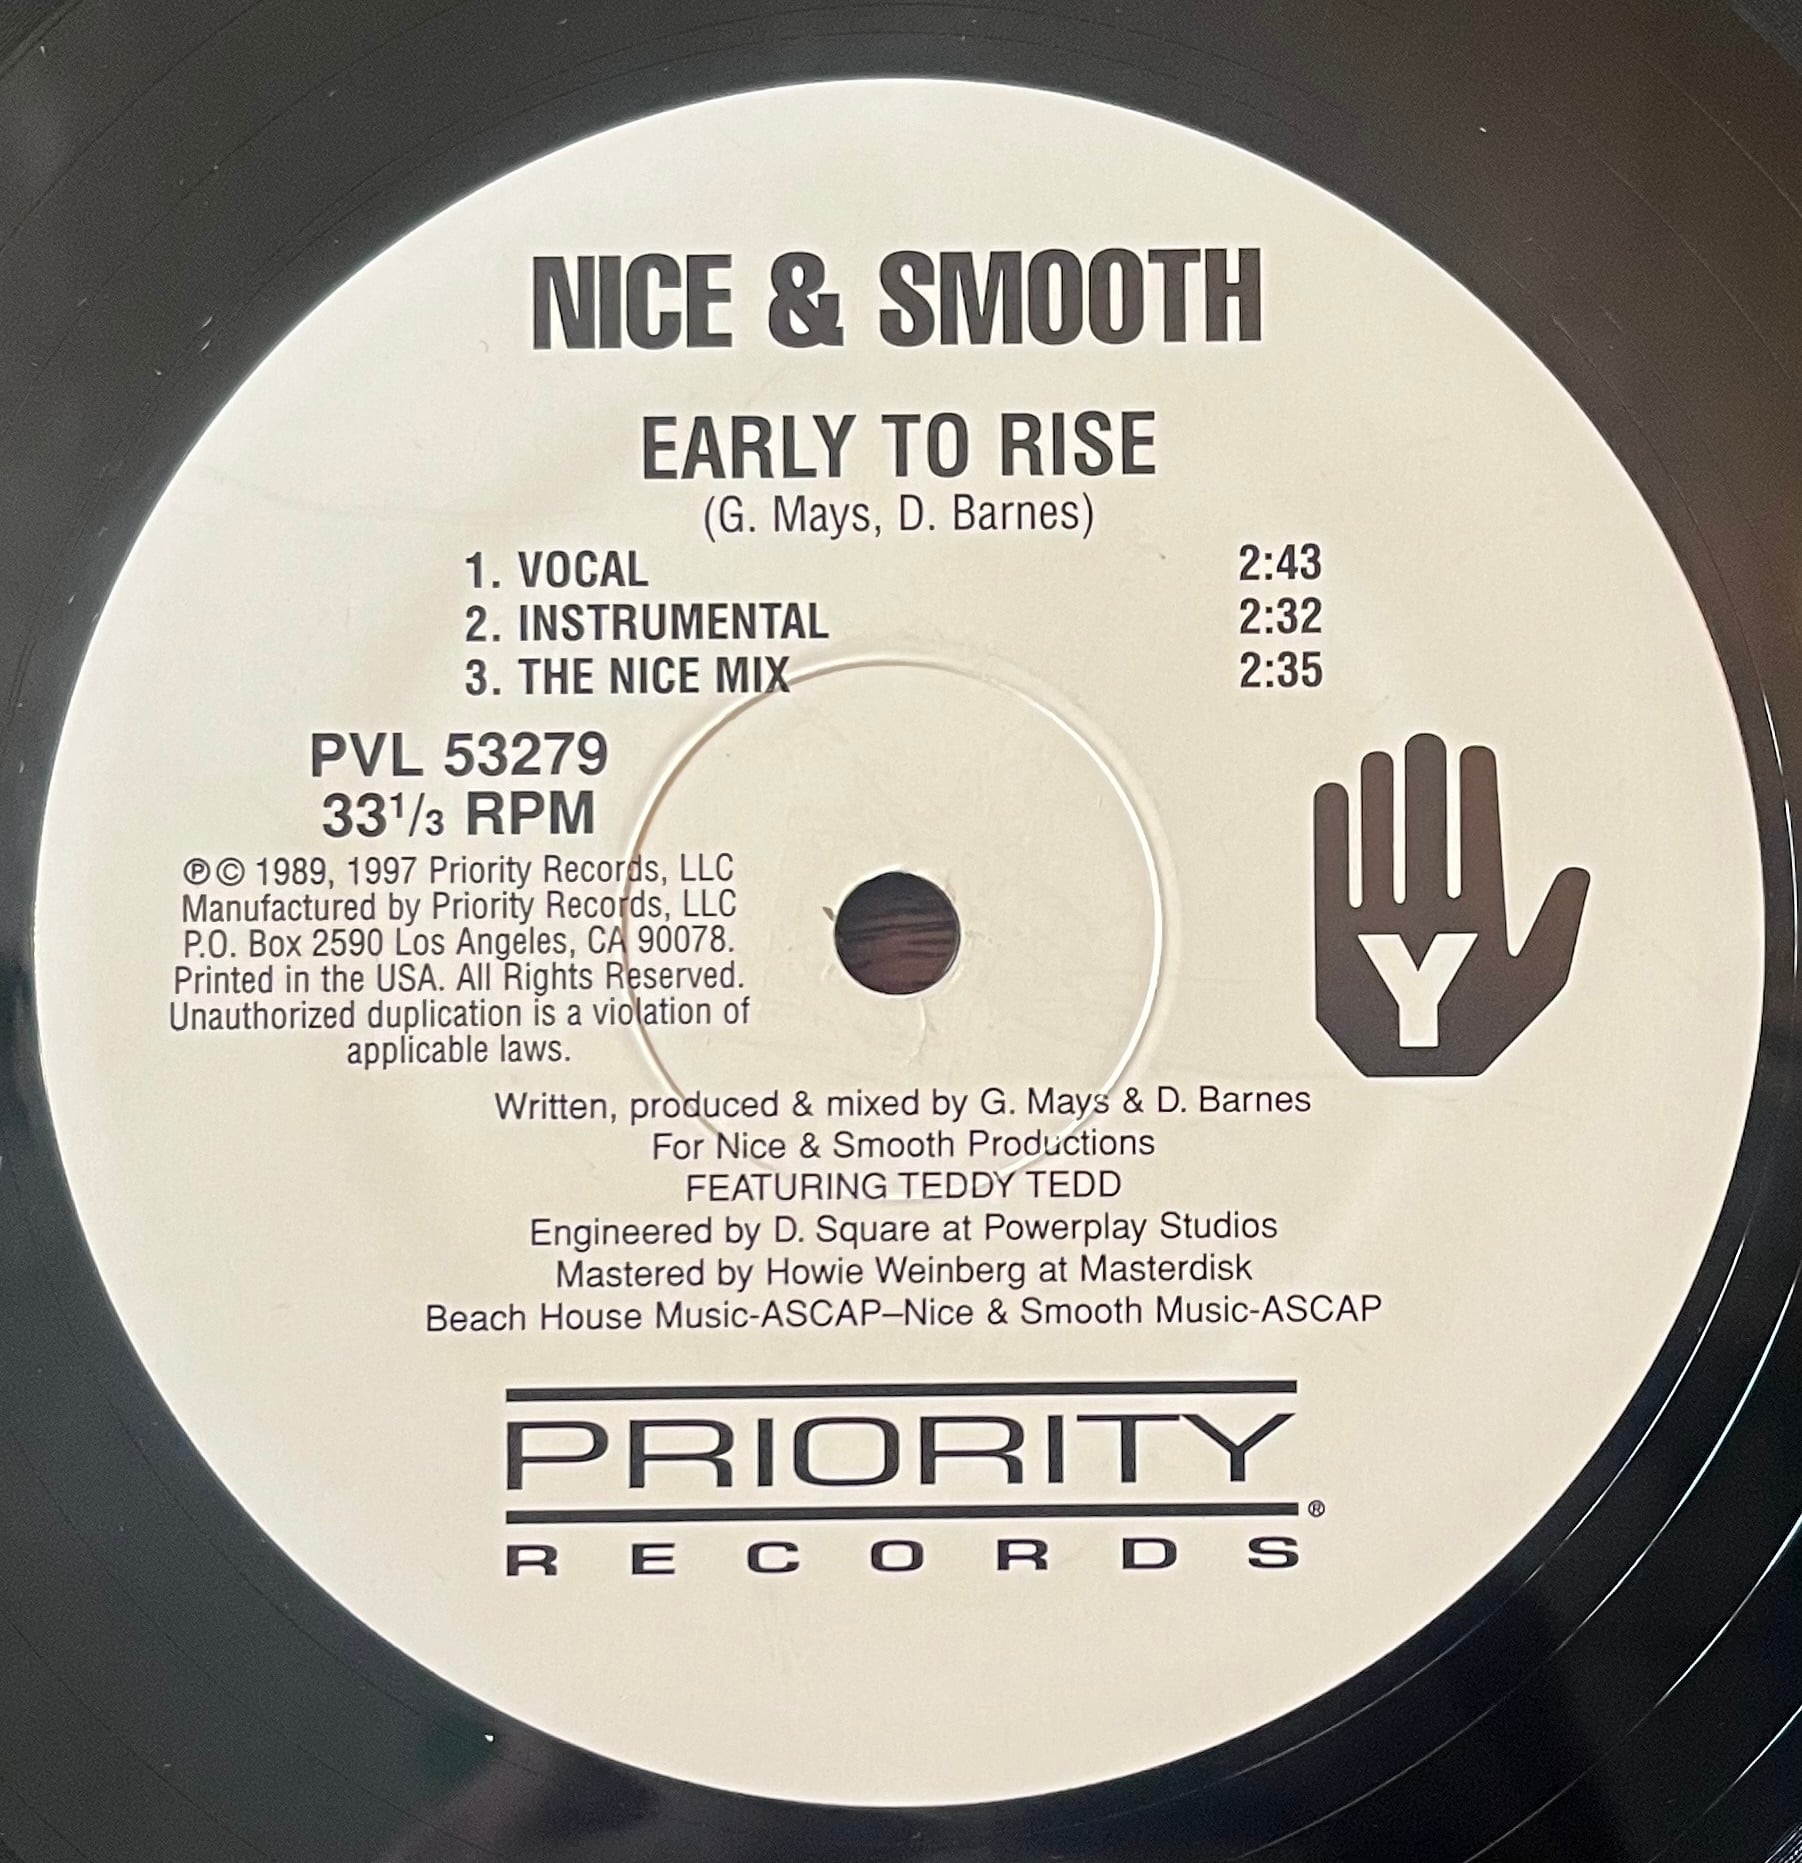 NICE & SMOOTH
EARLY TO RISE
(G. Mays, D. Barnes)
1. VOCAL 2:43
2. INSTRUMENTAL 2:32
3. THE NICE MIX 2:35
PVL 53279
33 1/3 RPM
℗© 1989, 1997 Priority Records, LLC
Manufactured by Priority Records, LLC
P.O. Box 2590 Los Angeles, CA 90078.
Printed in the USA. All Rights Reserved.
Unauthorized duplication is a violation of
applicable laws.
Y
Written, produced & mixed by G. Mays & D. Barnes
For Nice & Smooth Productions
FEATURING TEDDY TEDD
Engineered by D. Square at Powerplay Studios
Mastered by Howie Weinberg at Masterdisk
Beach House Music-ASCAP–Nice & Smooth Music-ASCAP
PRIORITY®
RECORDS